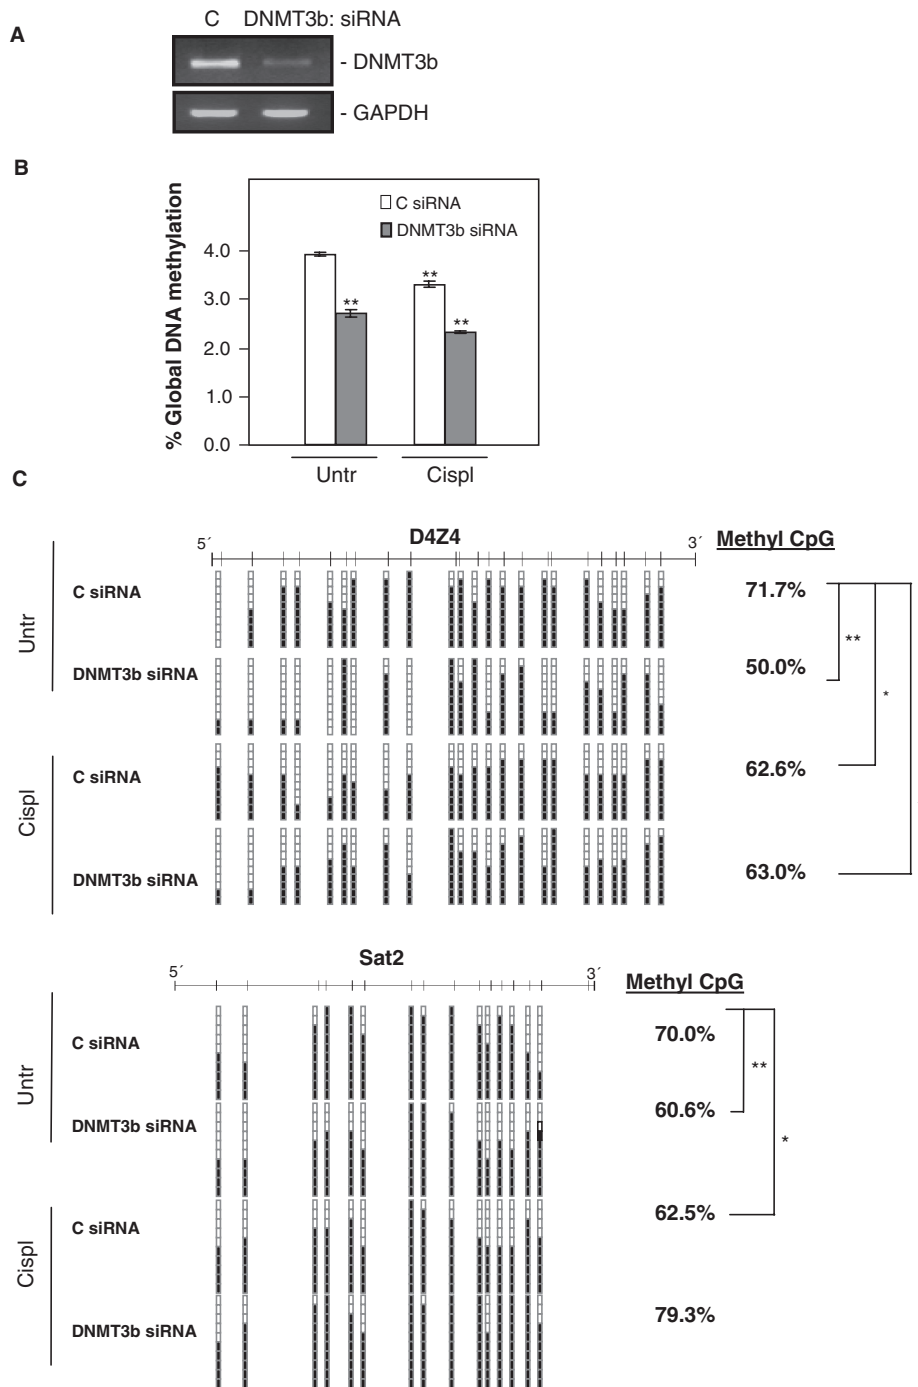 A
C DNMT3b: siRNA
- DNMT3b
- GAPDH
B
% Global DNA methylation
C siRNA
DNMT3b siRNA
4.0
3.0
2.0
1.0
0.0
**
**
**
Untr
Cispl
C
5´
D4Z4
3´
Methyl CpG
Untr
C siRNA
71.7%
**
DNMT3b siRNA
50.0%
*
Cispl
C siRNA
62.6%
DNMT3b siRNA
63.0%
5´
Sat2
3´
Methyl CpG
Untr
C siRNA
70.0%
**
DNMT3b siRNA
60.6%
*
Cispl
C siRNA
62.5%
DNMT3b siRNA
79.3%